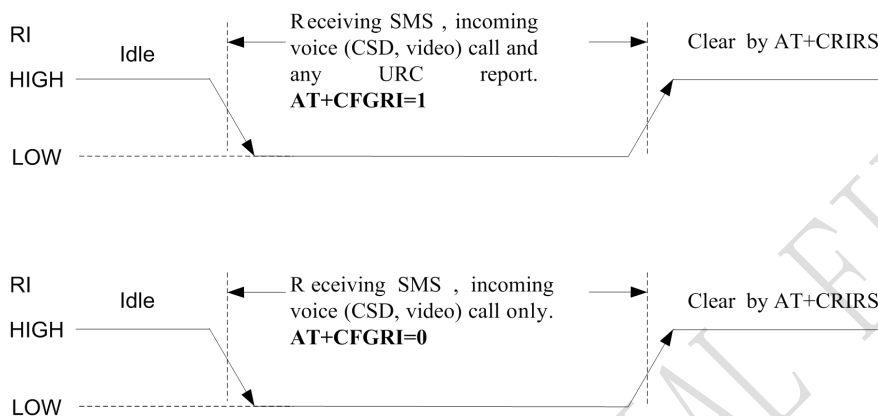 RI
Idle
Receiving SMS , incoming
voice (CSD, video) call and
any URC report.
AT+CFGRI=1
Clear by AT+CRIRS
HIGH
LOW
RI
Idle
R eceiving SMS , incoming
voice (CSD, video) call only.
AT+CFGRI=0
Clear by AT+CRIRS
HIGH
LOW